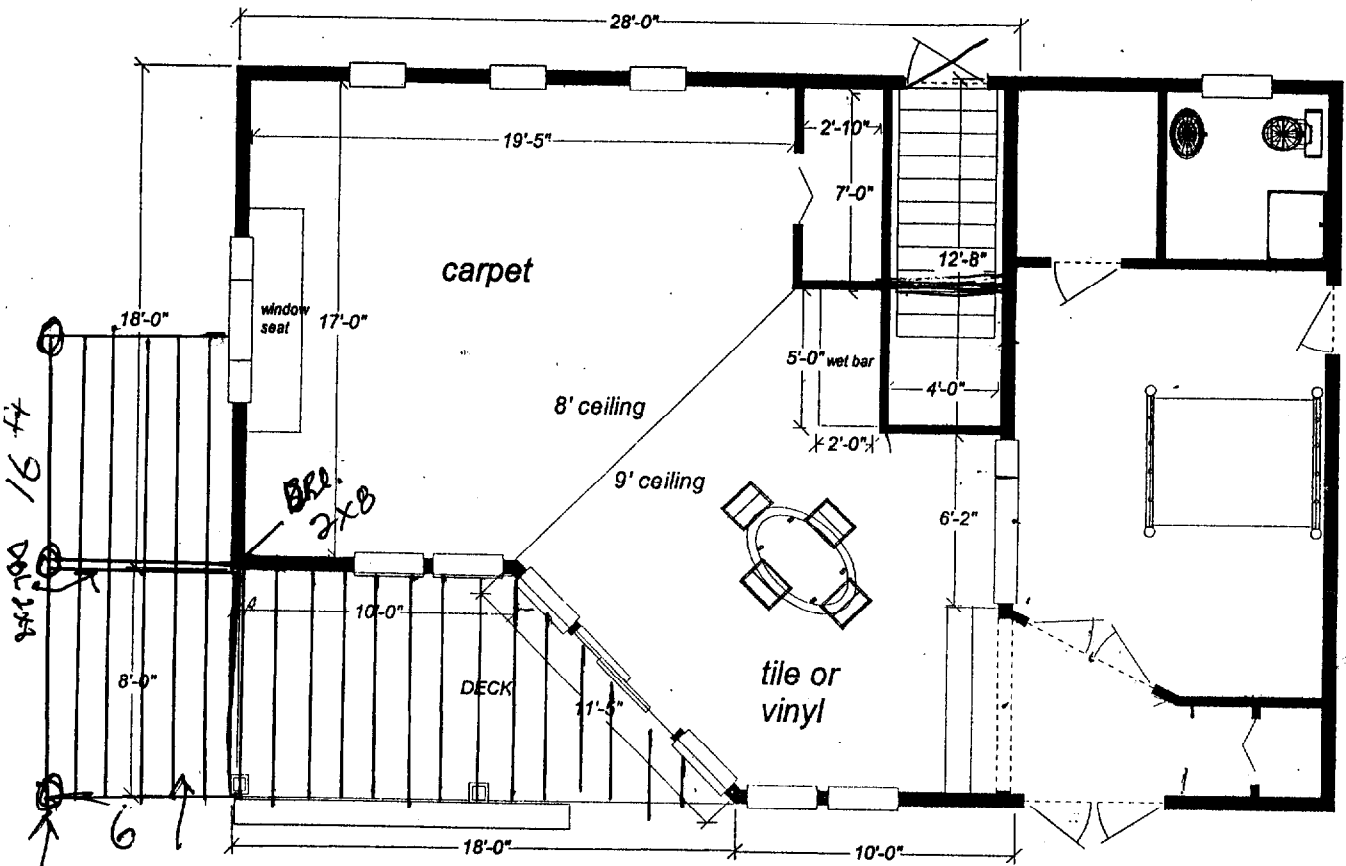 28'-0"
2'-10"
19'-5"
7'-0"
12'-8"
carpet
window
seat
18'-0"
17'-0"
5'-0" wet bar
4'-0"
8' ceiling
2'-0"
16 ft
9' ceiling
2x8
6'-2"
10'-0"
8'-0"
DECK
11'-5"
tile or
vinyl
6
18'-0"
10'-0"